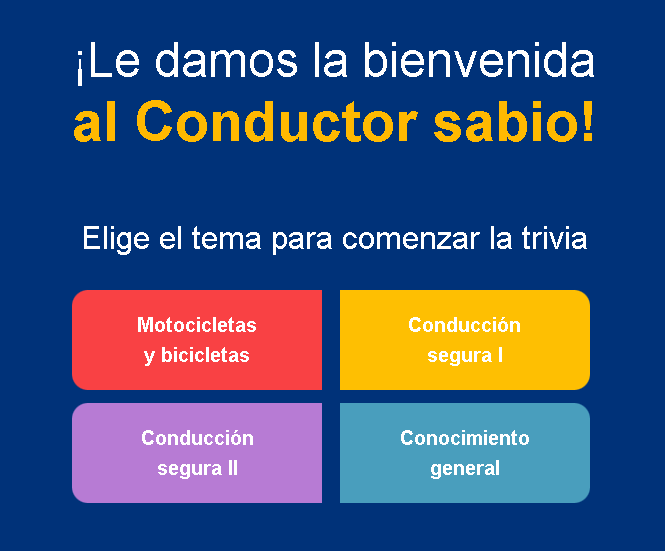 ¡Le damos la bienvenida
al Conductor sabio!
Elige el tema para comenzar la trivia
Motocicletas
y bicicletas
Conducción
segura I
Conducción
segura II
Conocimiento
general